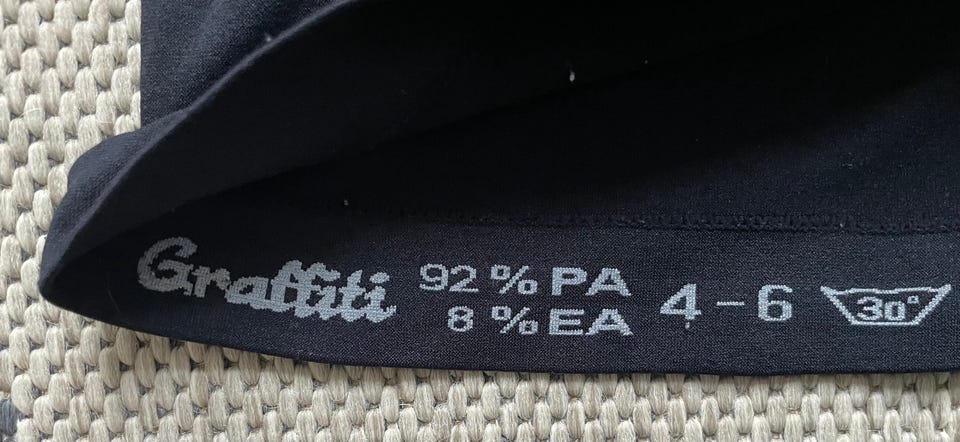 Graffiti
92 % PA
8 % EA
4 - 6
30°